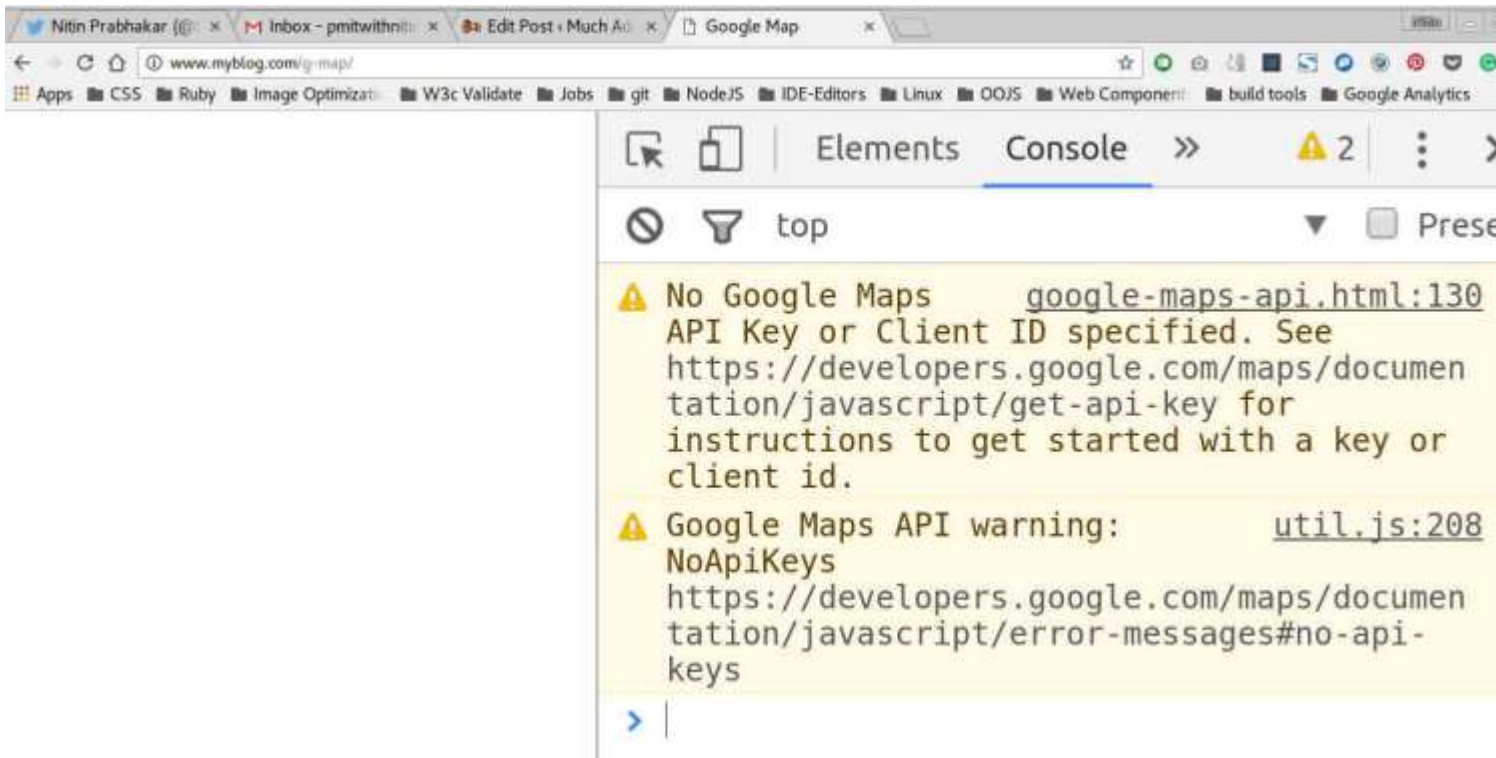 Nitin Prabhakar (@
Inbox - pmitwithniti
Edit Post ‹ Much Ad
Google Map
www.myblog.com/g-map/
Apps CSS Ruby Image Optimizati W3c Validate Jobs git NodeJS IDE-Editors Linux OOJS Web Component build tools Google Analytics
Elements Console » 2
top Prese
No Google Maps google-maps-api.html:130
API Key or Client ID specified. See
https://developers.google.com/maps/documen
tation/javascript/get-api-key for
instructions to get started with a key or
client id.
Google Maps API warning: util.js:208
NoApiKeys
https://developers.google.com/maps/documen
tation/javascript/error-messages#no-api-
keys